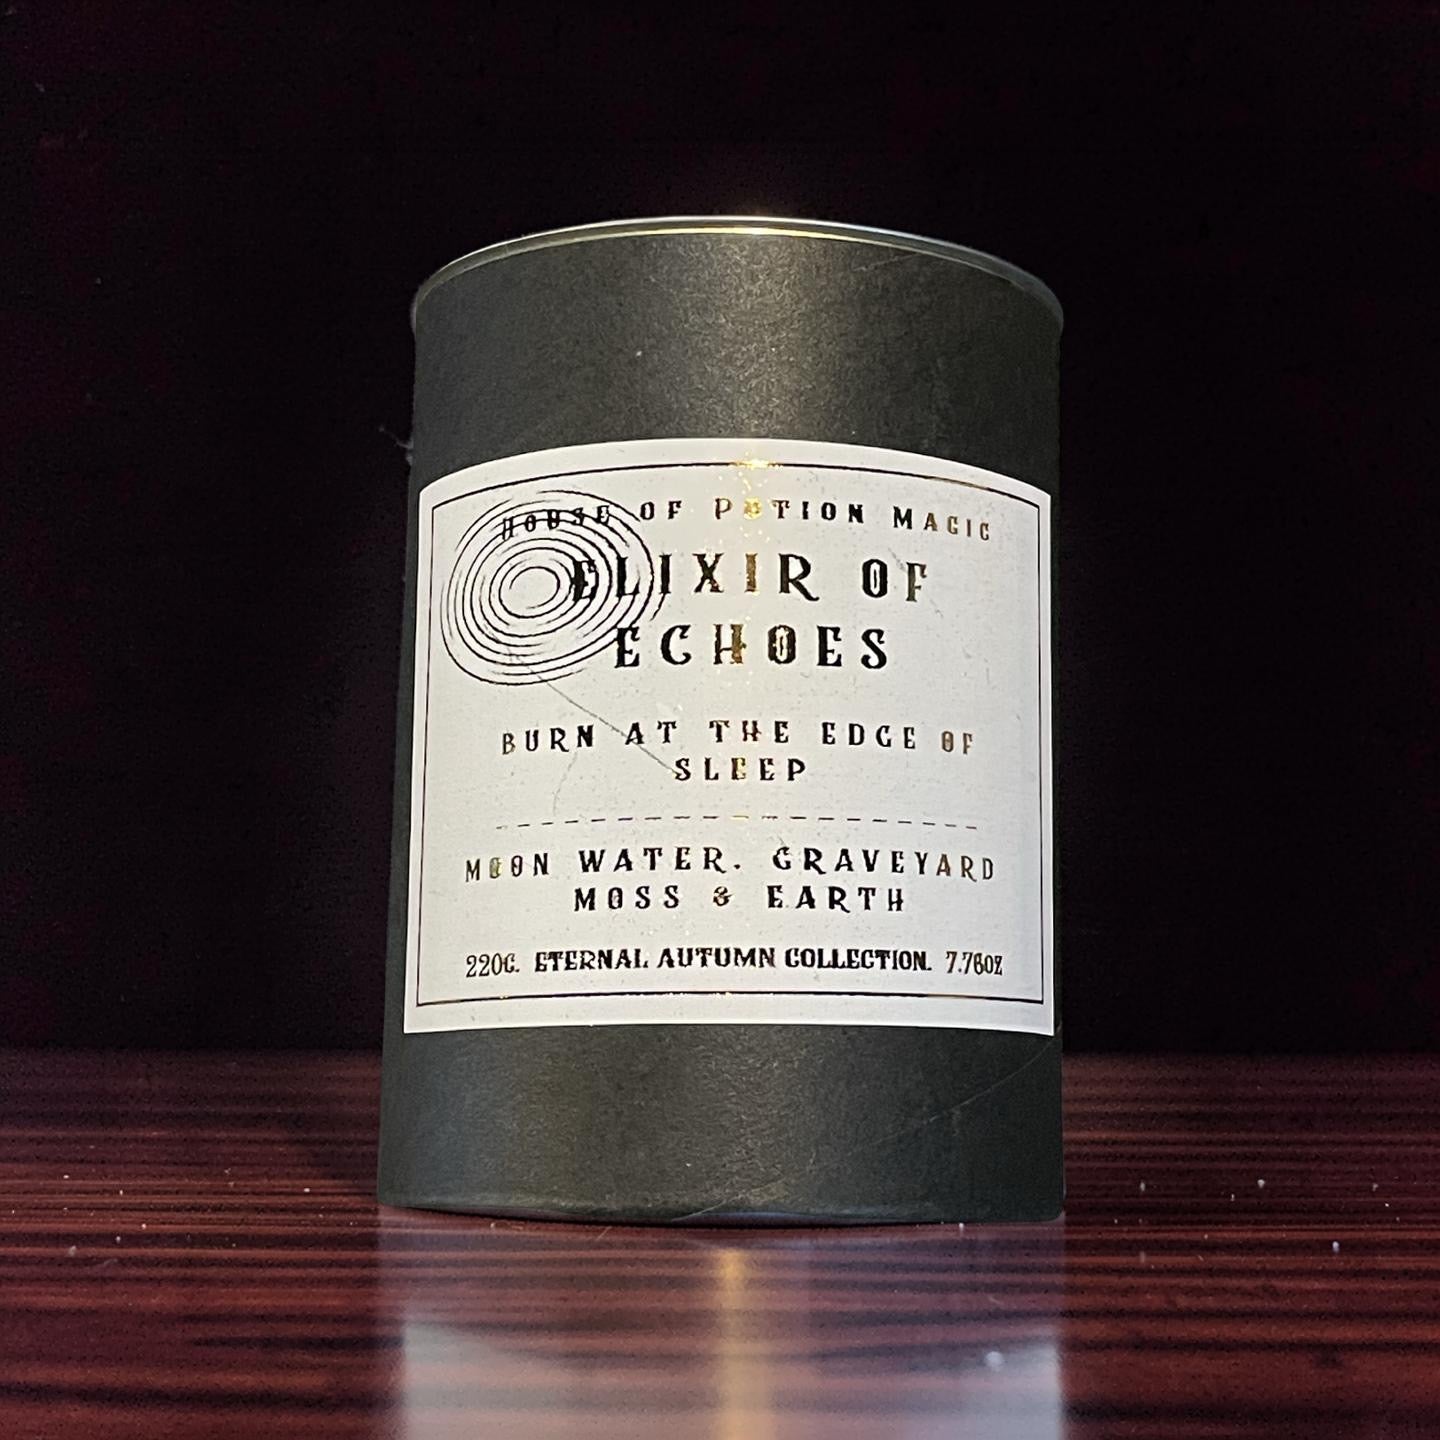 House of Potion Magic
ELIXIR OF
ECHOES
BURN AT THE EDGE OF
SLEEP
MOON WATER. GRAVEYARD
MOSS & EARTH
220G. ETERNAL AUTUMN COLLECTION. 7.76OZ